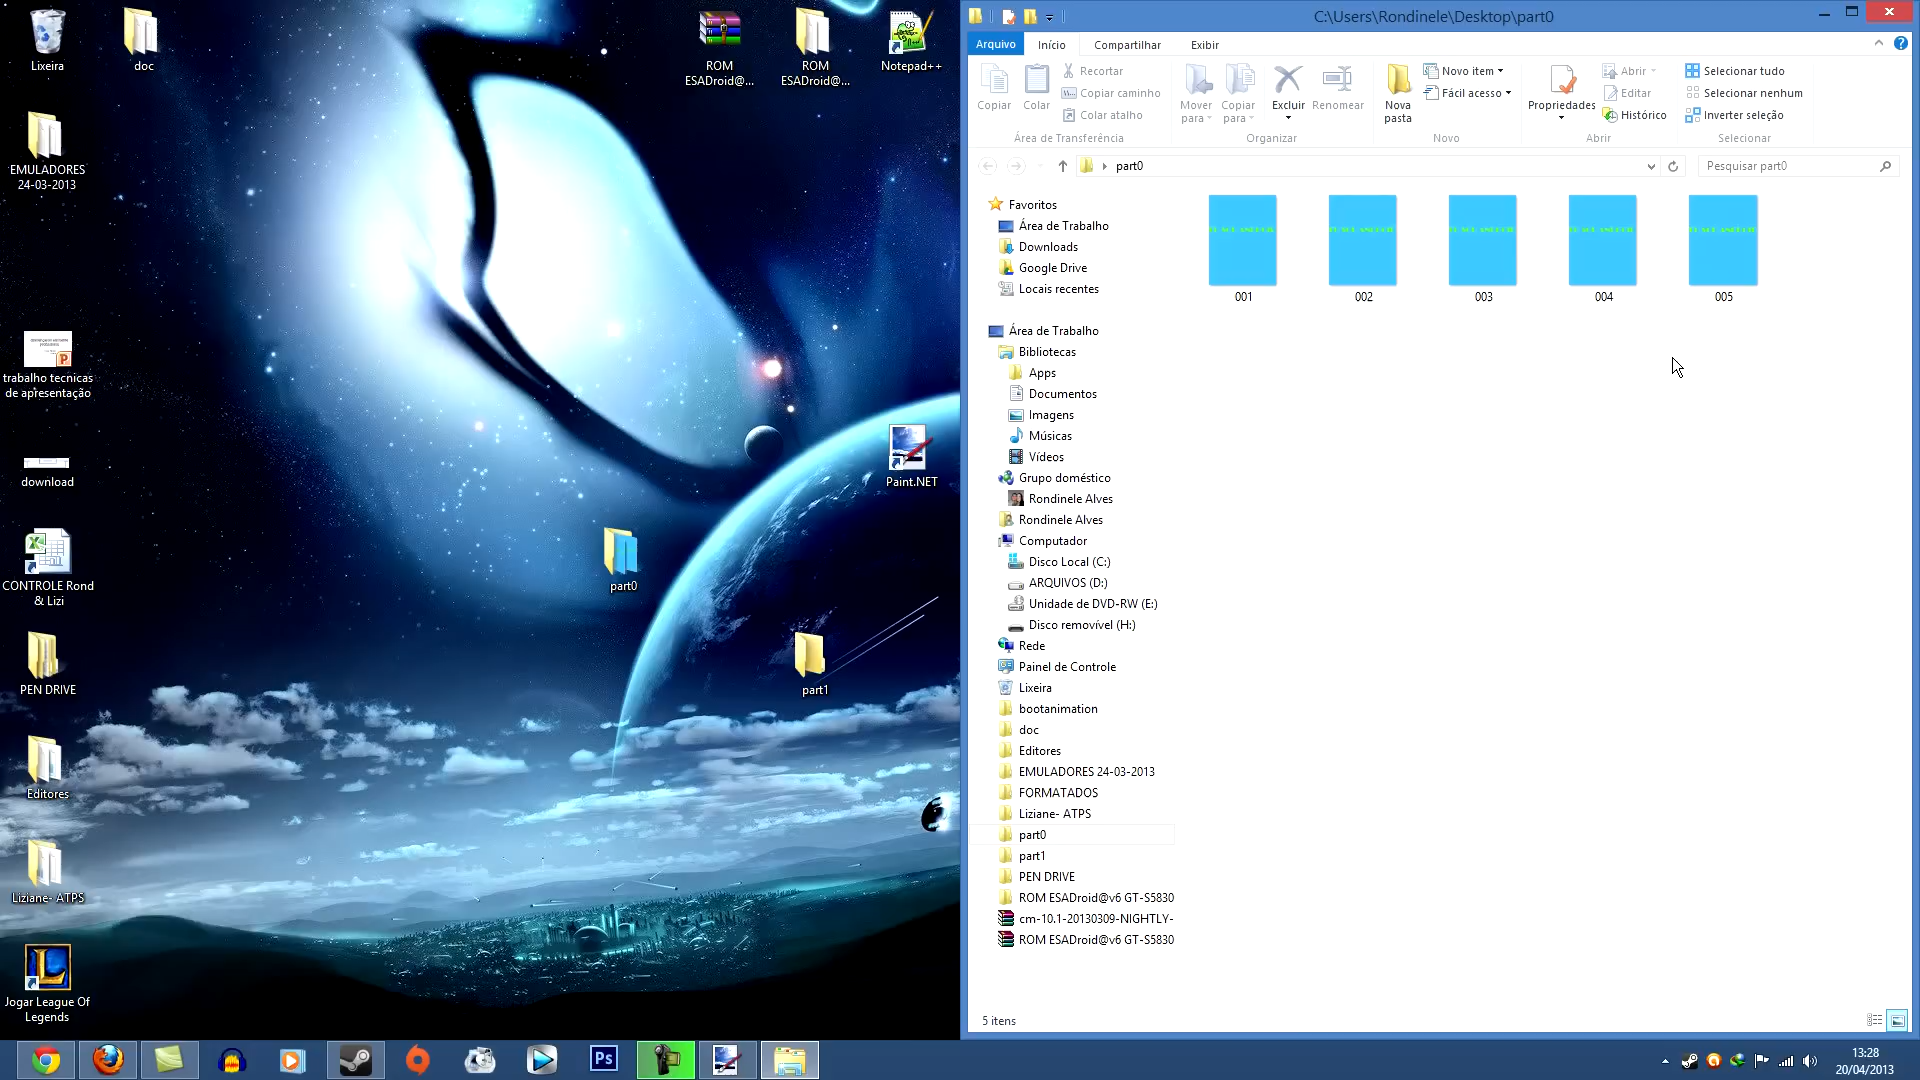 Lixeira
doc
ROM
ESADroid@...
ROM
ESADroid@...
Notepad++
EMULADORES
24-03-2013
trabalho tecnicas
de apresentação
download
Paint.NET
CONTROLE Rond
& Lizi
part0
PEN DRIVE
part1
Editores
Liziane- ATPS
Jogar League Of
Legends
C:\Users\Rondinele\Desktop\part0
Arquivo
Início
Compartilhar
Exibir
Copiar
Colar
Recortar
Copiar caminho
Colar atalho
Área de Transferência
Mover
para
Copiar
para
Excluir
Renomear
Organizar
Nova
pasta
Novo item
Fácil acesso
Novo
Propriedades
Abrir
Editar
Histórico
Abrir
Selecionar tudo
Selecionar nenhum
Inverter seleção
Selecionar
part0
Pesquisar part0
Favoritos
Área de Trabalho
Downloads
Google Drive
Locais recentes
Área de Trabalho
Bibliotecas
Apps
Documentos
Imagens
Músicas
Vídeos
Grupo doméstico
Rondinele Alves
Rondinele Alves
Computador
Disco Local (C:)
ARQUIVOS (D:)
Unidade de DVD-RW (E:)
Disco removível (H:)
Rede
Painel de Controle
Lixeira
bootanimation
doc
Editores
EMULADORES 24-03-2013
FORMATADOS
Liziane- ATPS
part0
part1
PEN DRIVE
ROM ESADroid@v6 GT-S5830
cm-10.1-20130309-NIGHTLY-
ROM ESADroid@v6 GT-S5830
001
002
003
004
005
5 itens
Ps
13:28
20/04/2013